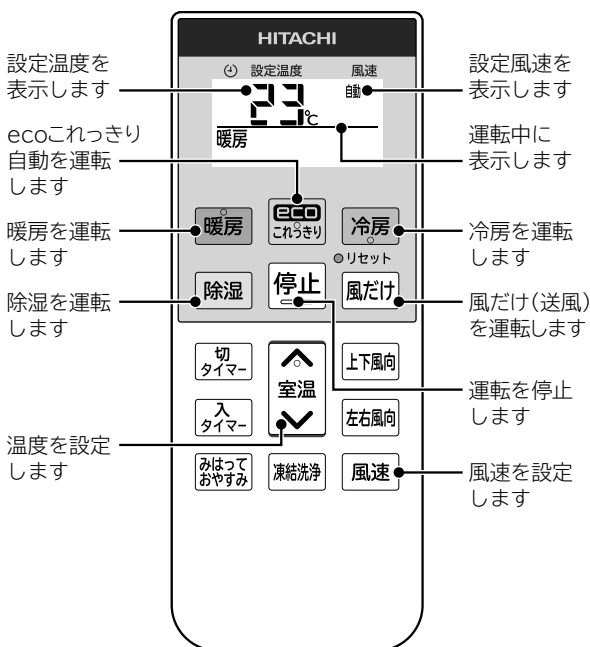 HITACHI
設定温度 風速
設定温度を
表示します
23℃
自動
設定風速を
表示します
暖房
運転中に
表示します
ecoこれっきり
自動を運転
します
暖房
eco
これっきり
冷房
暖房を運転
します
冷房を運転
します
リセット
除湿
停止
風だけ
除湿を運転
します
風だけ(送風)
を運転します
切
タイマー
室温
上下風向
運転を停止
します
入
タイマー
左右風向
温度を設定
します
みはって
おやすみ
凍結洗浄
風速
風速を設定
します